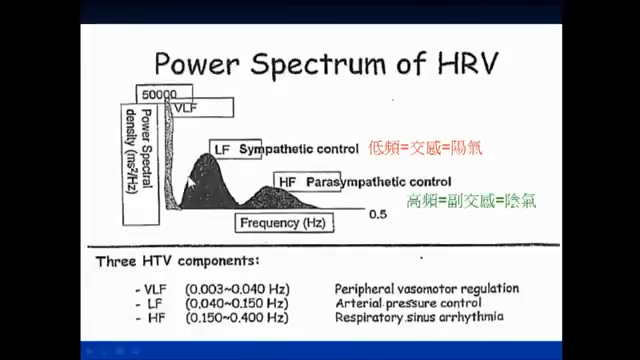 Power Spectrum of HRV
50000
VLF
Power Spectral
density (ms²/Hz)
LF Sympathetic control 低頻=交感=陽氣
HF Parasympathetic control
高頻=副交感=陰氣
0.5
Frequency (Hz)
Three HTV components:
- VLF (0.003~0.040 Hz) Peripheral vasomotor regulation
- LF (0.040~0.150 Hz) Arterial pressure control
- HF (0.150~0.400 Hz) Respiratory sinus arrhythmia